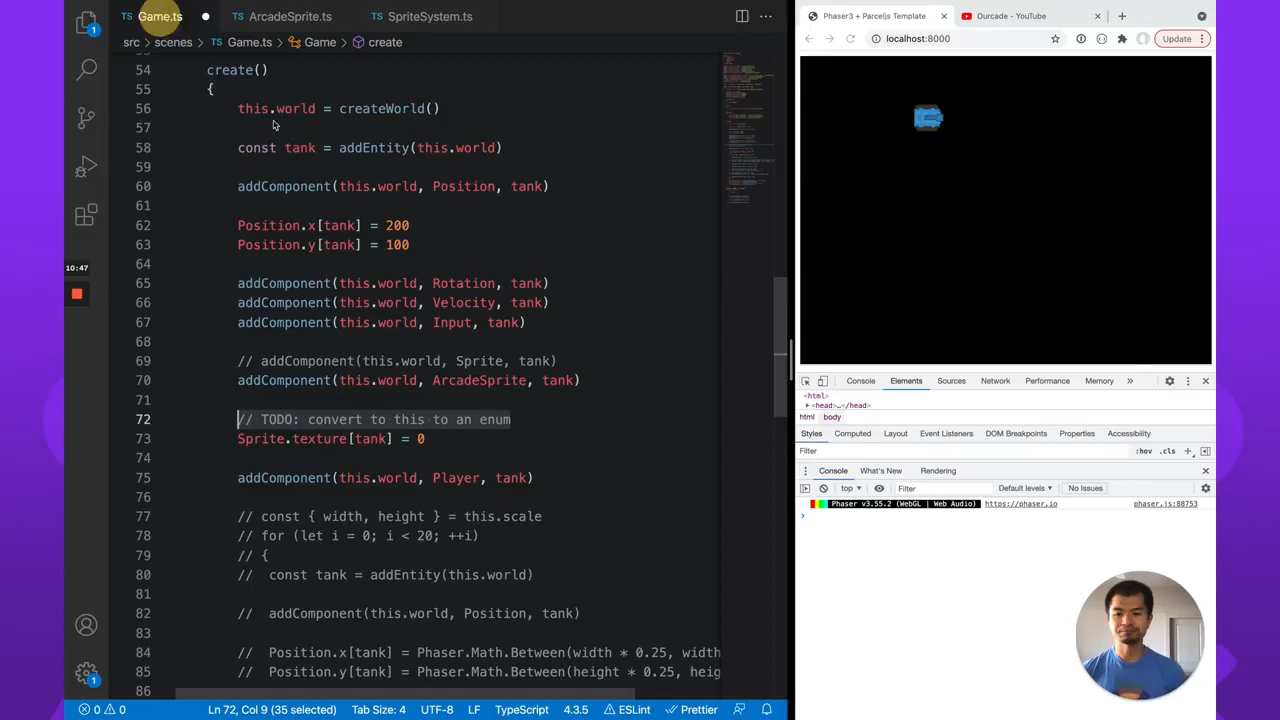 Game.ts
ArcadeSprite.ts
SpriteSystem.ts
Phaser3 + Parceljs Template
Ourcade - YouTube
src > scenes > Game.ts > Game > create
localhost:8000
Update
54 create()
55 {
56 this.world = createWorld()
57
58 const tank = addEntity(this.world)
60 addComponent(this.world, Position, tank)
61
62 Position.x[tank] = 200
63 Position.y[tank] = 100
64
65 addComponent(this.world, Rotation, tank)
66 addComponent(this.world, Velocity, tank)
67 addComponent(this.world, Input, tank)
68
69 // addComponent(this.world, Sprite, tank)
70 addComponent(this.world, ArcadeSprite, tank)
71
72 // TODO: convert to this to an enum
73 Sprite.texture[tank] = 0
74
75 addComponent(this.world, Player, tank)
76
77 // const { width, height } = this.scale
78 // for (let i = 0; i < 20; ++i)
79 // {
80 // const tank = addEntity(this.world)
81
82 // addComponent(this.world, Position, tank)
83
84 // Position.x[tank] = Phaser.Math.Between(width * 0.25, width
85 // Position.y[tank] = Phaser.Math.Between(height * 0.25, heig
86
1
10:47
1
0 0 Ln 72, Col 9 (35 selected) Tab Size: 4 UTF-8 LF TypeScript 4.3.5 ESLint Prettier
Console Elements Sources Network Performance Memory
<html>
<head>…</head>
html body
Styles Computed Layout Event Listeners DOM Breakpoints Properties Accessibility
Filter :hov .cls
Console What's New Rendering
top Filter Default levels No Issues
Phaser v3.55.2 (WebGL | Web Audio) https://phaser.io phaser.js:88753